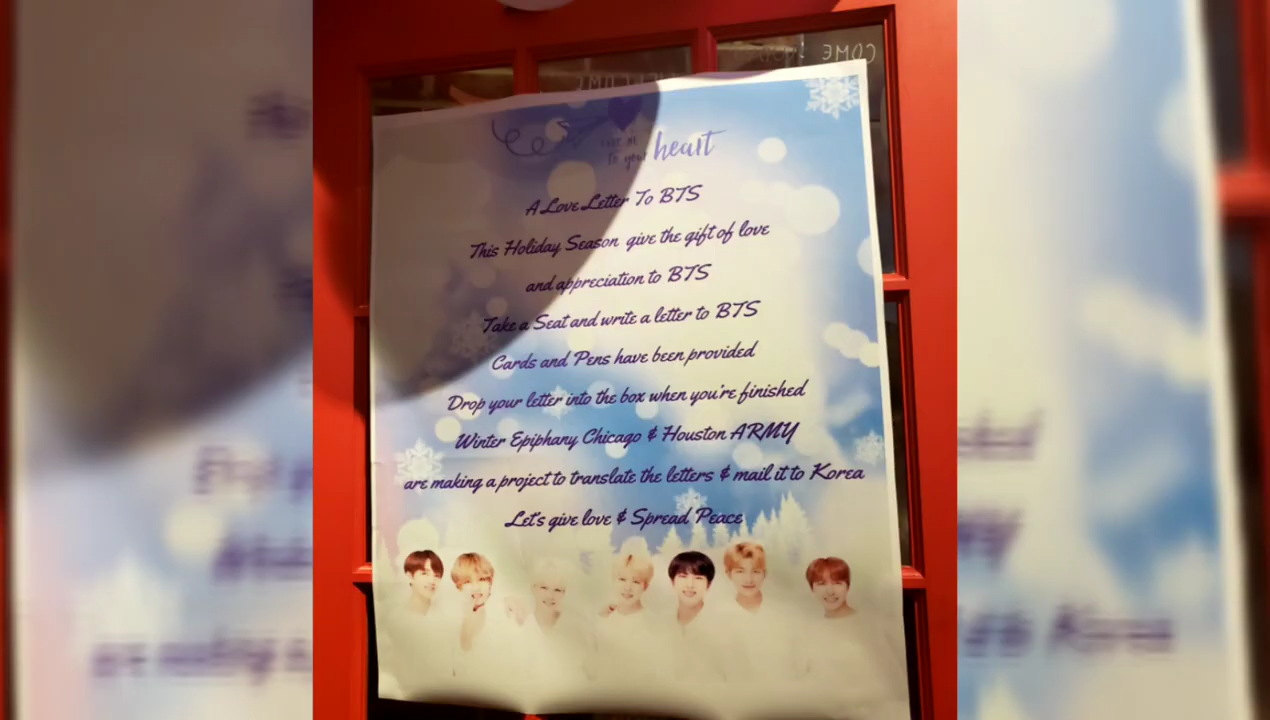 COME
to your heart
A Love Letter To BTS
This Holiday Season give the gift of love
and appreciation to BTS
Take a Seat and write a letter to BTS
Cards and Pens have been provided
Drop your letter into the box when you're finished
Winter Epiphany Chicago & Houston ARMY
are making a project to translate the letters & mail it to Korea
Let's give love & Spread Peace